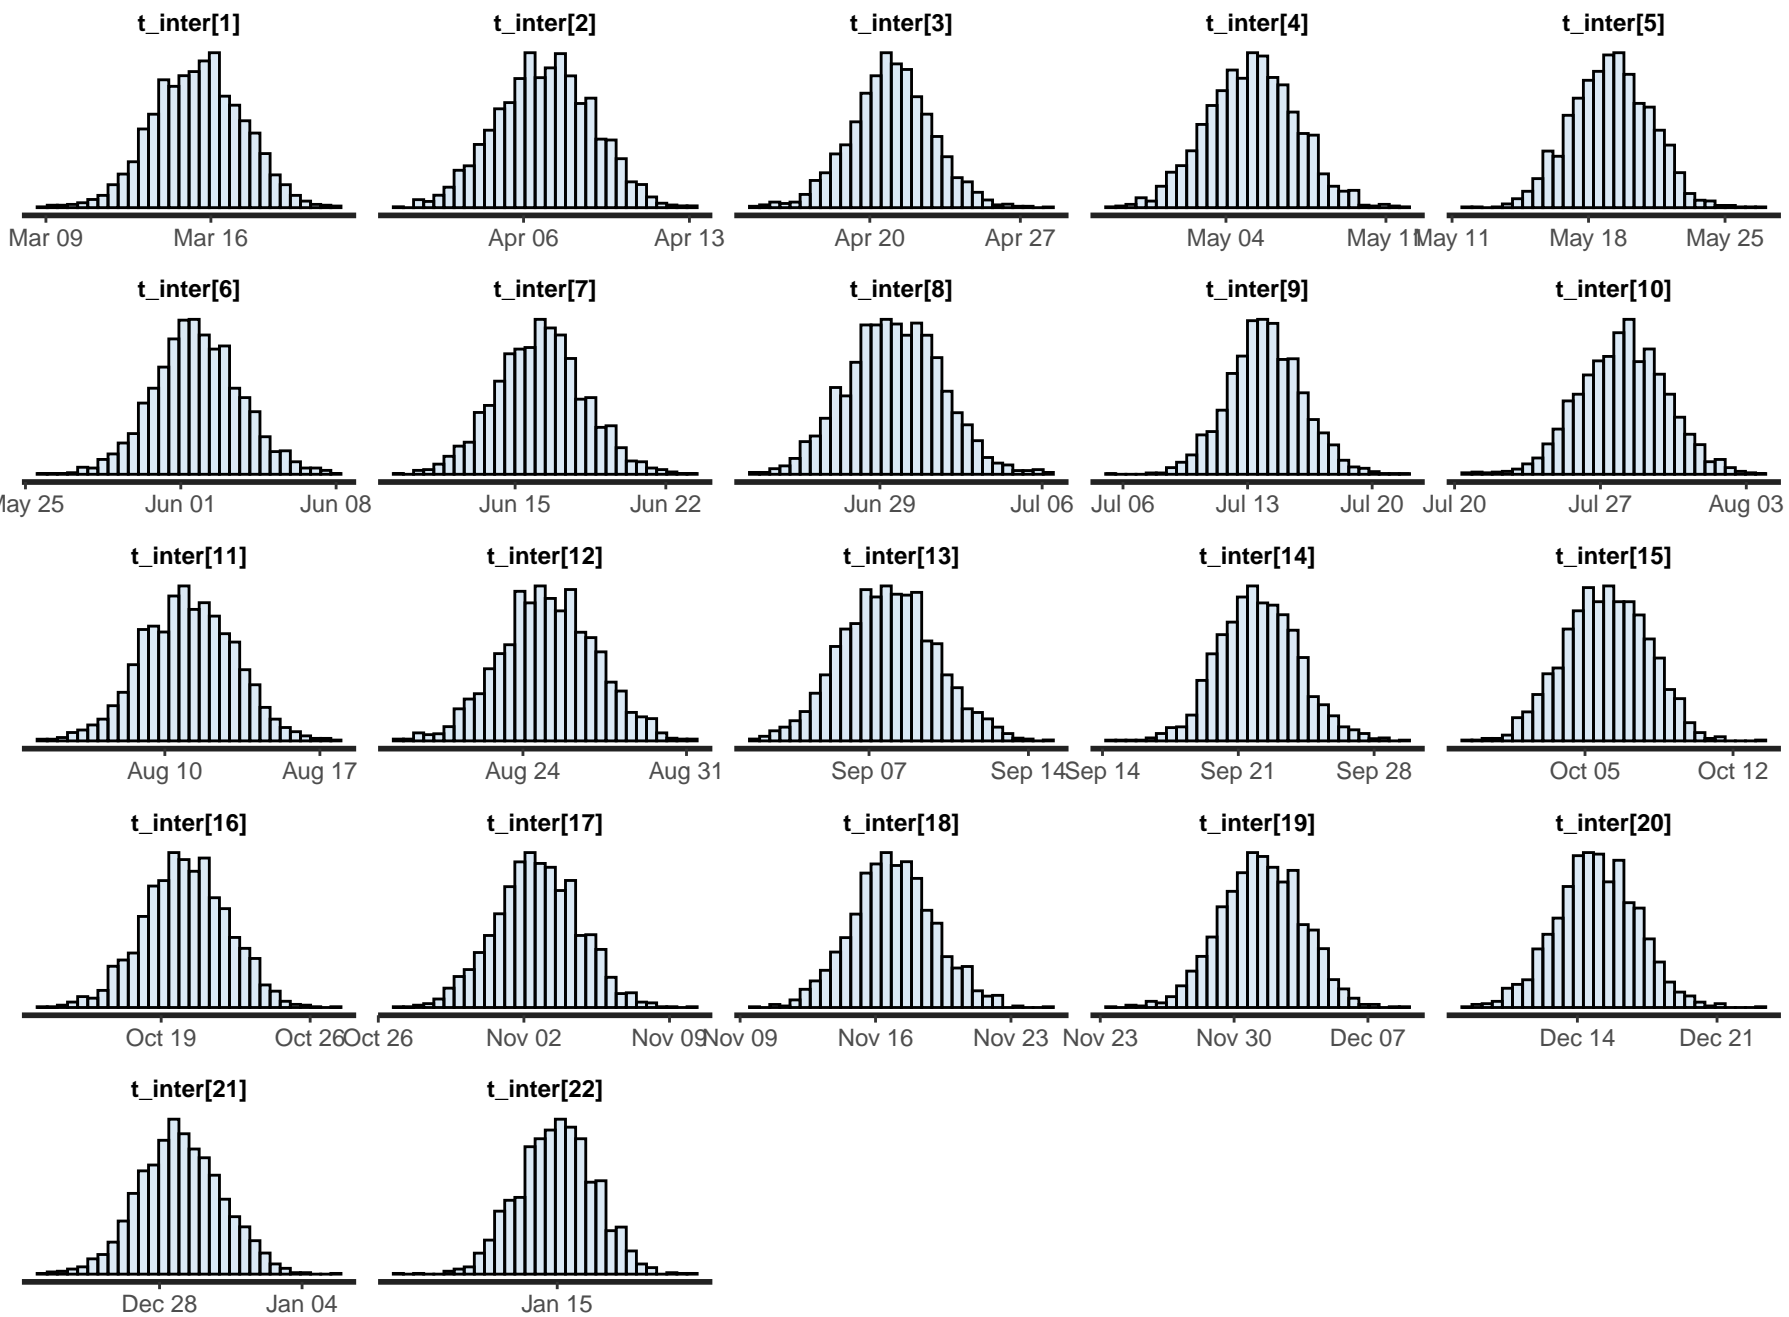 t_inter[1] t_inter[2] t_inter[3] t_inter[4] t_inter[5]
Mar 09 Mar 16 Apr 06 Apr 13 Apr 20 Apr 27 May 04 May 11 May 11 May 18 May 25
t_inter[6] t_inter[7] t_inter[8] t_inter[9] t_inter[10]
May 25 Jun 01 Jun 08 Jun 15 Jun 22 Jun 29 Jul 06 Jul 06 Jul 13 Jul 20 Jul 20 Jul 27 Aug 03
t_inter[11] t_inter[12] t_inter[13] t_inter[14] t_inter[15]
Aug 10 Aug 17 Aug 24 Aug 31 Sep 07 Sep 14 Sep 14 Sep 21 Sep 28 Oct 05 Oct 12
t_inter[16] t_inter[17] t_inter[18] t_inter[19] t_inter[20]
Oct 19 Oct 26 Oct 26 Nov 02 Nov 09 Nov 09 Nov 16 Nov 23 Nov 23 Nov 30 Dec 07 Dec 14 Dec 21
t_inter[21] t_inter[22]
Dec 28 Jan 04 Jan 15